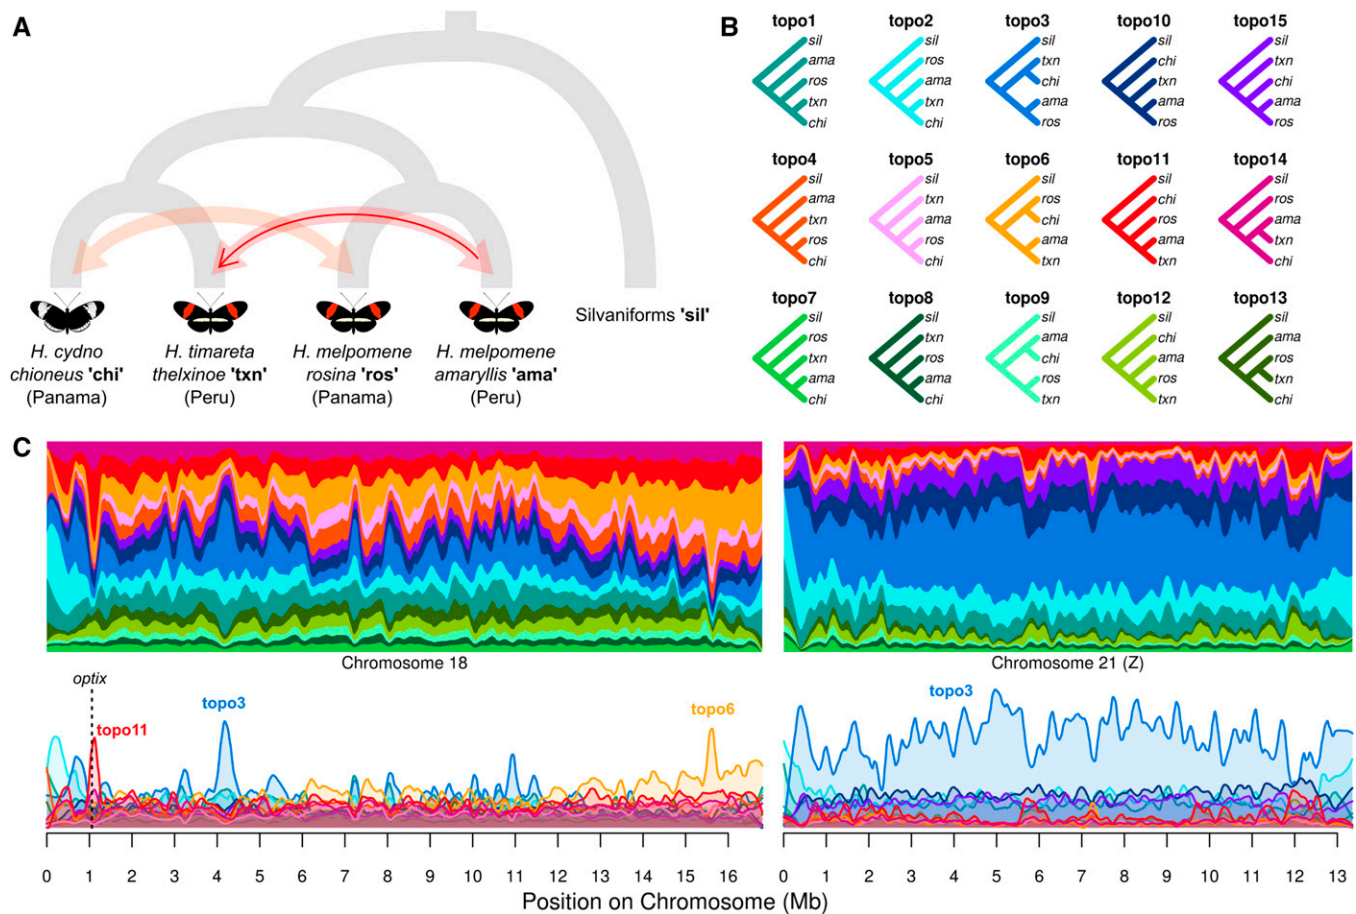 A
H. cydno
chioneus 'chi'
(Panama)
H. timareta
thelxinoe 'txn'
(Peru)
H. melpomene
rosina 'ros'
(Panama)
H. melpomene
amaryllis 'ama'
(Peru)
Silvaniforms 'sil'
B
topo1
sil
ama
ros
txn
chi
topo2
sil
ros
ama
txn
chi
topo3
sil
txn
chi
ama
ros
topo10
sil
chi
txn
ama
ros
topo15
sil
txn
chi
ama
ros
topo4
sil
ama
txn
ros
chi
topo5
sil
txn
ama
ros
chi
topo6
sil
ros
chi
ama
txn
topo11
sil
chi
ros
ama
txn
topo14
sil
ros
ama
txn
chi
topo7
sil
ros
txn
ama
chi
topo8
sil
txn
ros
ama
chi
topo9
sil
ama
chi
ros
txn
topo12
sil
chi
ama
ros
txn
topo13
sil
ama
ros
txn
chi
C
Chromosome 18
Chromosome 21 (Z)
optix
topo11
topo3
topo6
topo3
0 1 2 3 4 5 6 7 8 9 10 11 12 13 14 15 16
0 1 2 3 4 5 6 7 8 9 10 11 12 13
Position on Chromosome (Mb)